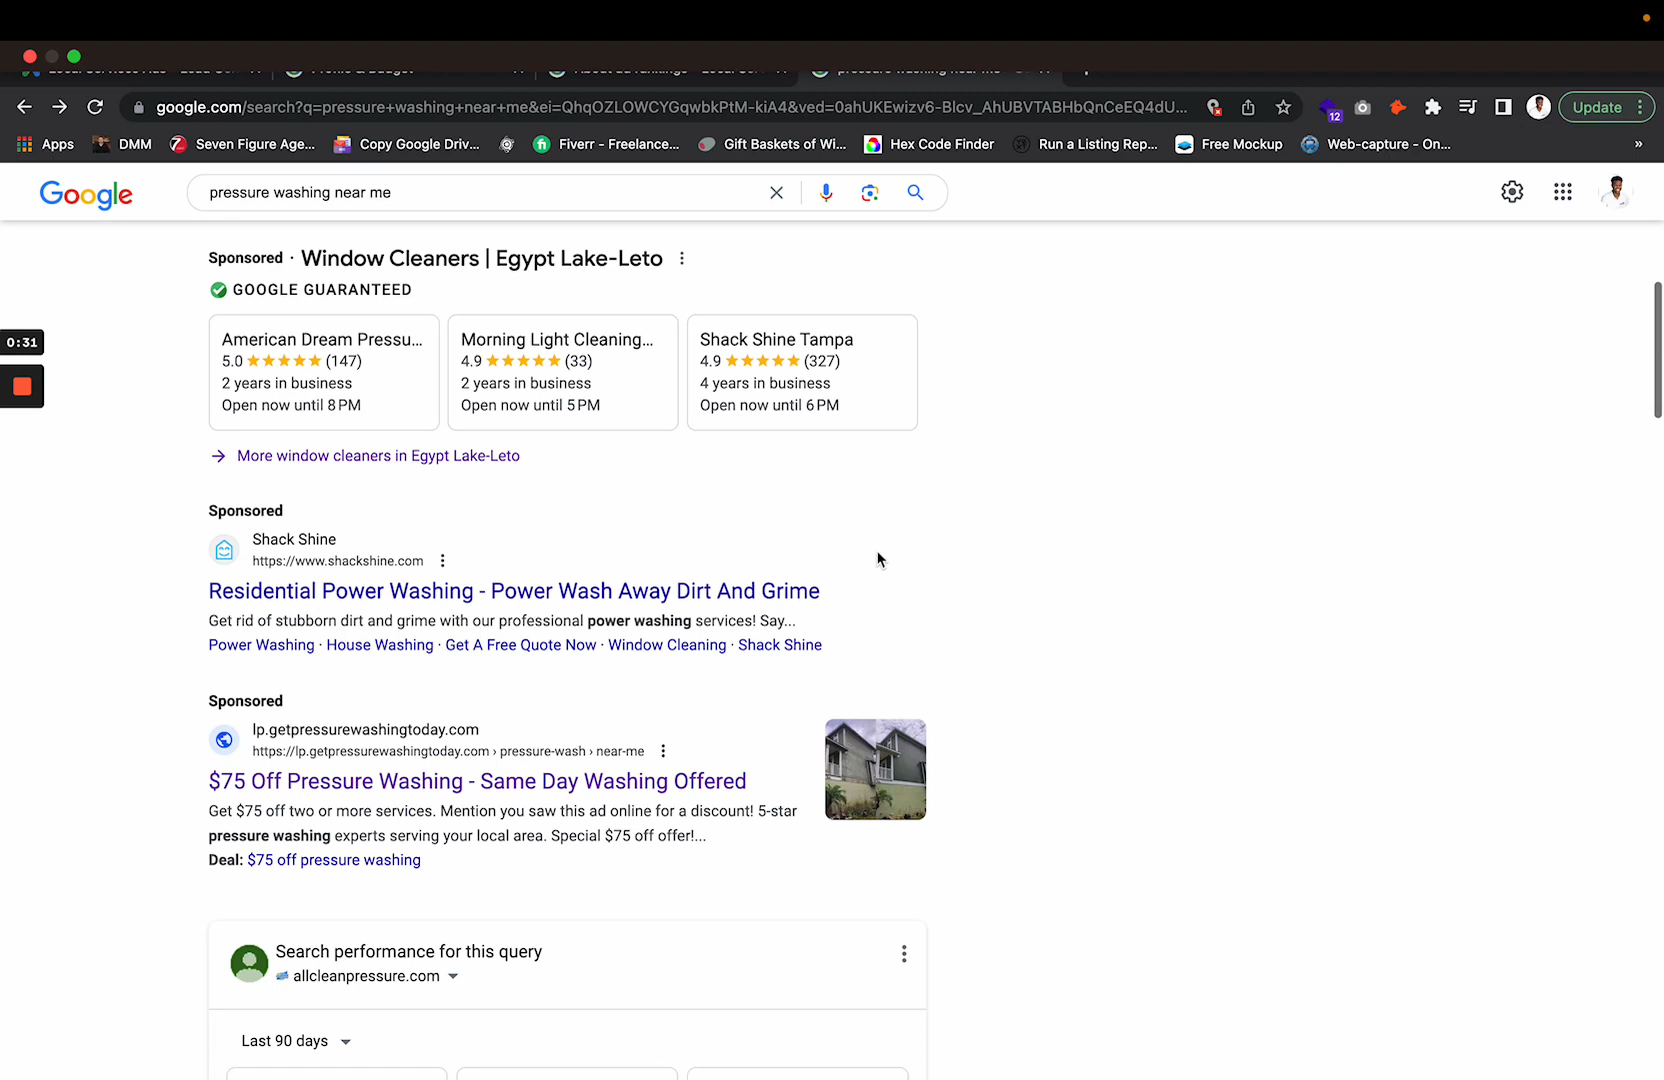 google.com/search?q=pressure+washing+near+me&ei=QhqOZLOWCYGqwbkPtM-kiA4&ved=0ahUKEwizv6-Blcv_AhUBVTABHbQnCeEQ4dU...
12
Update
Apps
DMM
Seven Figure Age...
Copy Google Driv...
Fiverr - Freelance...
Gift Baskets of Wi...
Hex Code Finder
Run a Listing Rep...
Free Mockup
Web-capture - On...
»
Google
pressure washing near me
Sponsored · Window Cleaners | Egypt Lake-Leto
GOOGLE GUARANTEED
American Dream Pressu...
5.0 (147)
2 years in business
Open now until 8 PM
Morning Light Cleaning...
4.9 (33)
2 years in business
Open now until 5 PM
Shack Shine Tampa
4.9 (327)
4 years in business
Open now until 6 PM
0:31
More window cleaners in Egypt Lake-Leto
Sponsored
Shack Shine
https://www.shackshine.com
Residential Power Washing - Power Wash Away Dirt And Grime
Get rid of stubborn dirt and grime with our professional power washing services! Say...
Power Washing · House Washing · Get A Free Quote Now · Window Cleaning · Shack Shine
Sponsored
lp.getpressurewashingtoday.com
https://lp.getpressurewashingtoday.com › pressure-wash › near-me
$75 Off Pressure Washing - Same Day Washing Offered
Get $75 off two or more services. Mention you saw this ad online for a discount! 5-star
pressure washing experts serving your local area. Special $75 off offer!...
Deal: $75 off pressure washing
Search performance for this query
allcleanpressure.com
Last 90 days